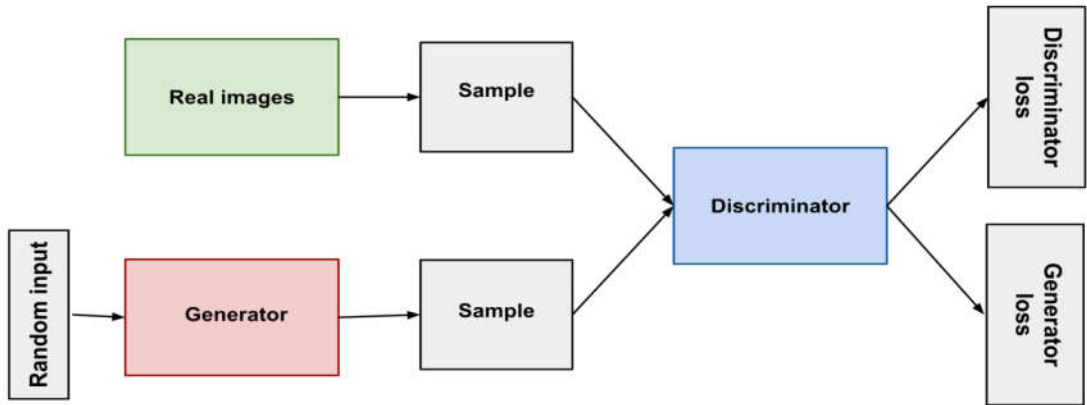 Real images
Sample
Discriminator
loss
Discriminator
Random input
Generator
Sample
Generator
loss